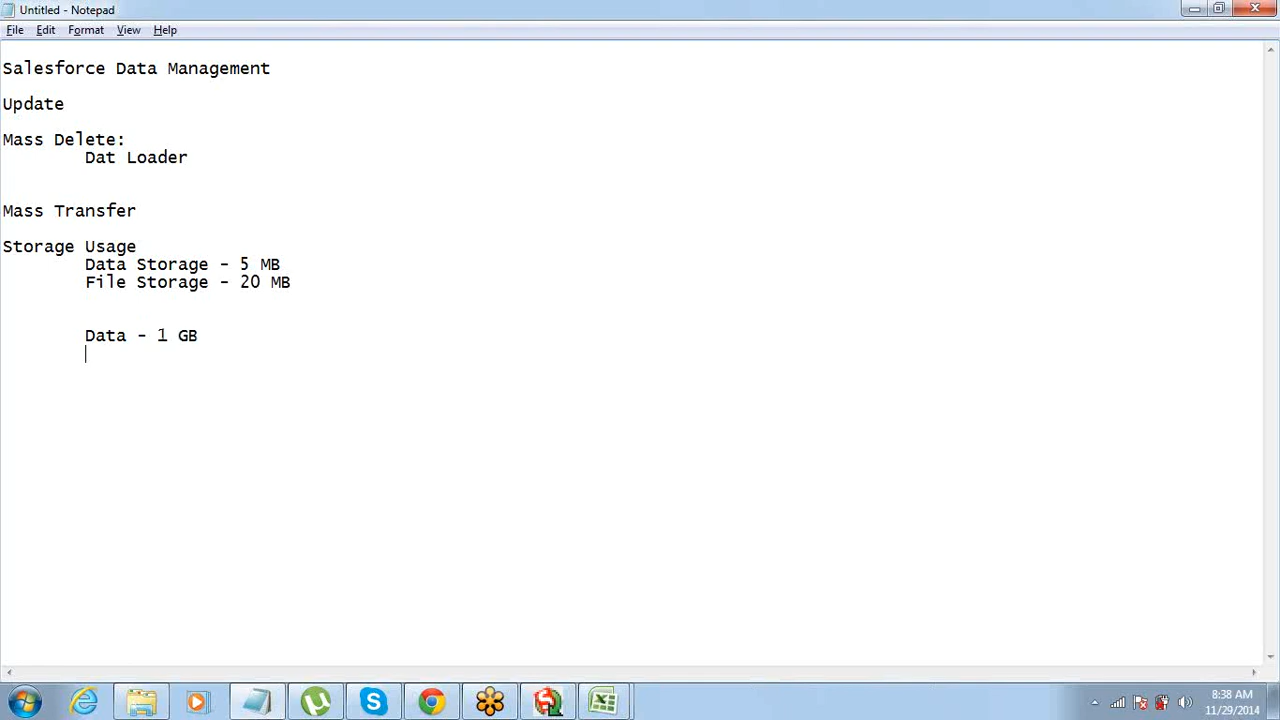 Untitled - Notepad
File Edit Format View Help
Salesforce Data Management
Update
Mass Delete:
Dat Loader
Mass Transfer
Storage Usage
Data Storage - 5 MB
File Storage - 20 MB
Data - 1 GB
8:38 AM
11/29/2014